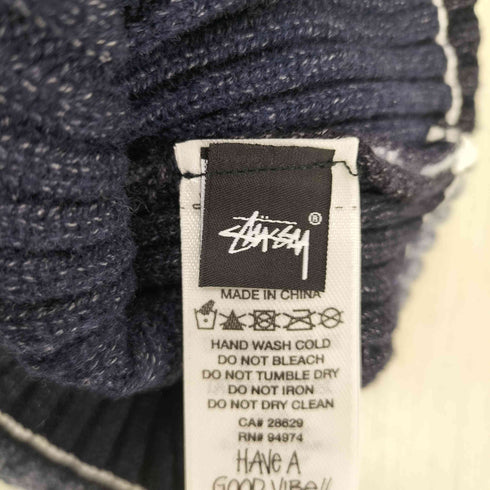 Stüssy ®
MADE IN CHINA
HAND WASH COLD
DO NOT BLEACH
DO NOT TUMBLE DRY
DO NOT IRON
DO NOT DRY CLEAN
CA# 28629
RN# 94974
HAVE A
GOOD VIBE!!